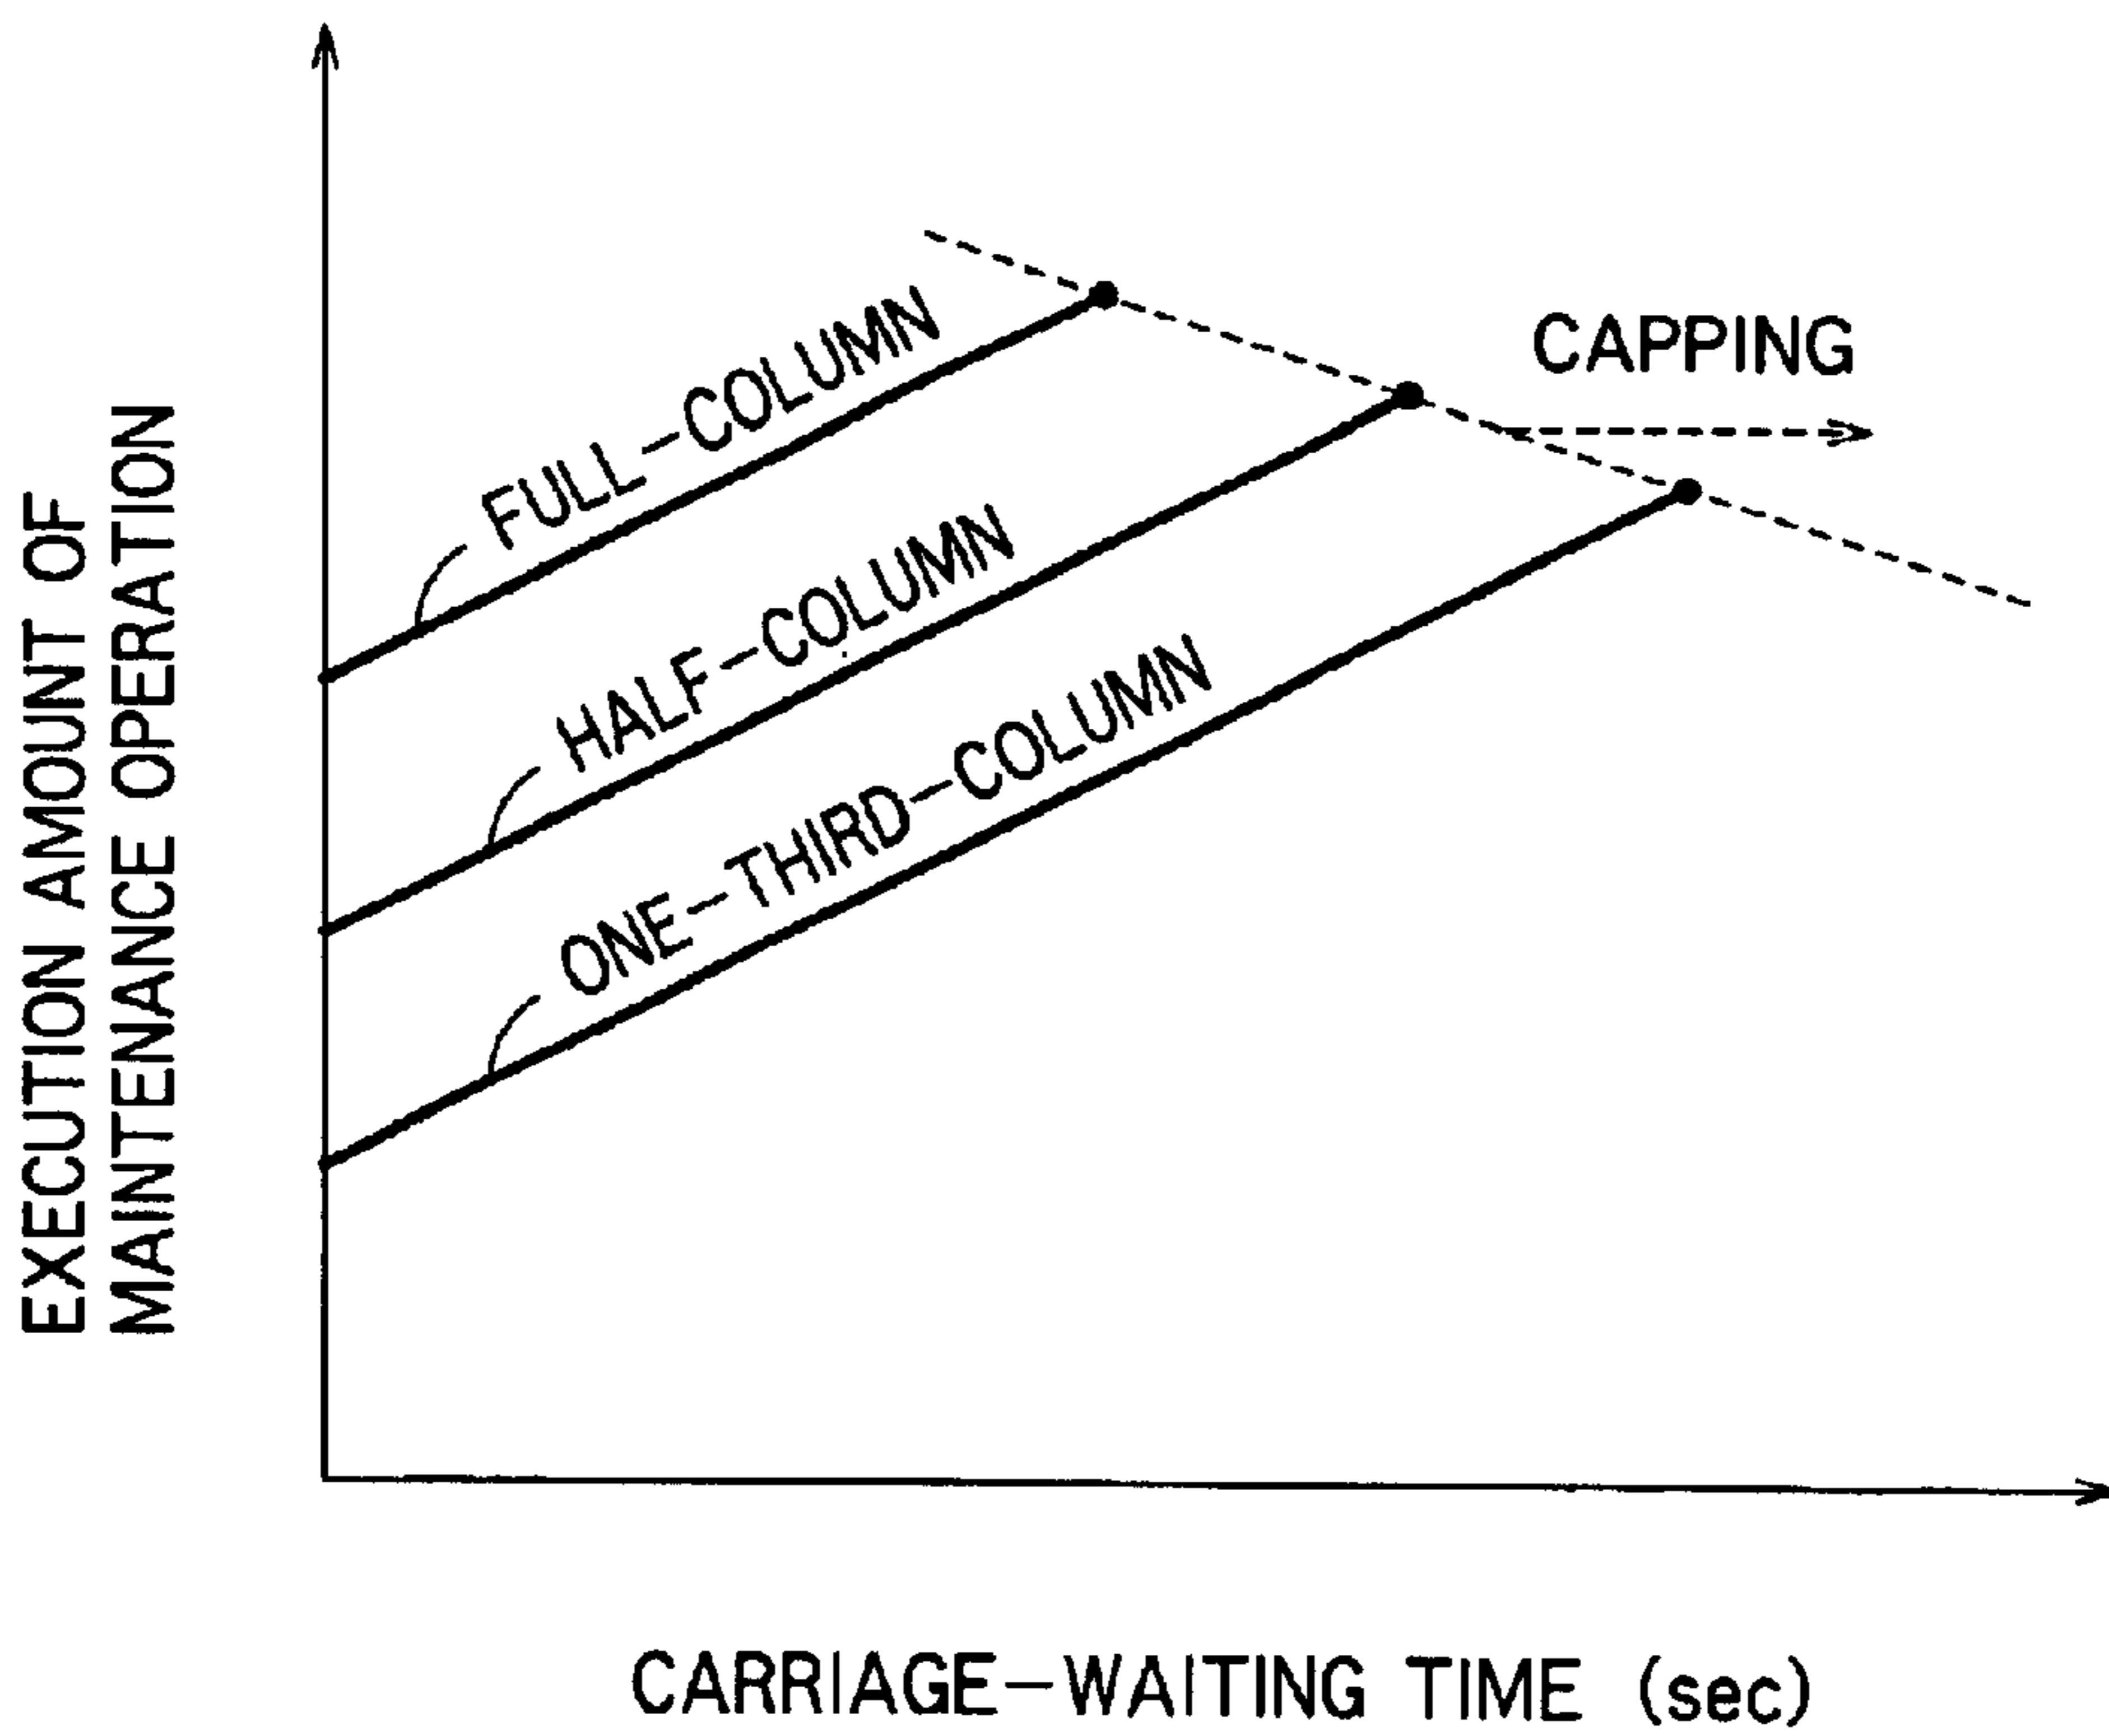 EXECUTION AMOUNT OF
MAINTENANCE OPERATION
FULL-COLUMN
CAPPING
HALF-COLUMN
ONE-THIRD-COLUMN
CARRIAGE-WAITING TIME (sec)